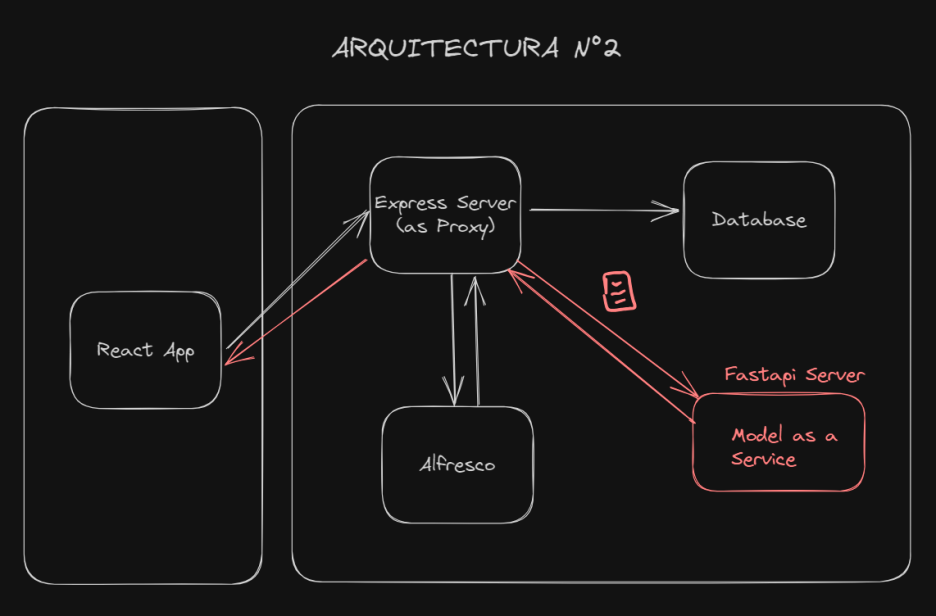 ARQUITECTURA N°2
Express Server
(as Proxy)
Database
React App
Fastapi Server
Model as a
Service
Alfresco